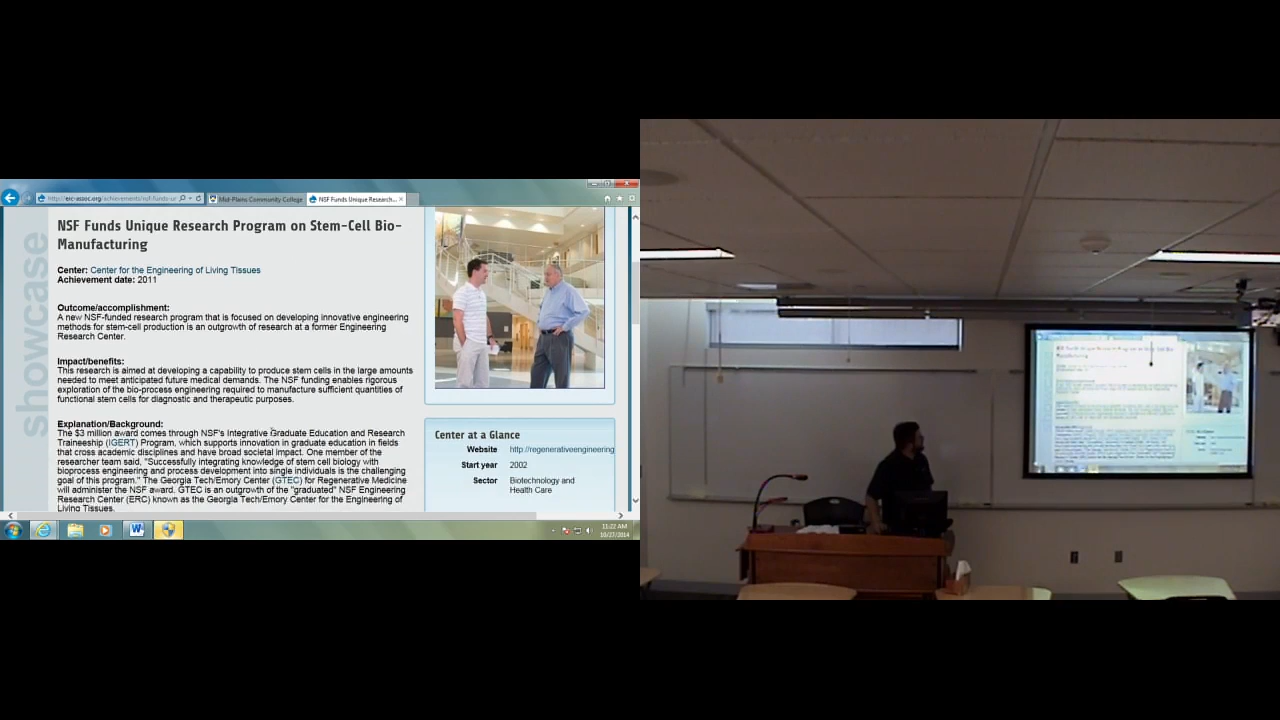 http://erc-assoc.org/achievements/nsf-funds-un
Mid-Plains Community College
NSF Funds Unique Research...
showcase
NSF Funds Unique Research Program on Stem-Cell Bio-
Manufacturing
Center: Center for the Engineering of Living Tissues
Achievement date: 2011
Outcome/accomplishment:
A new NSF-funded research program that is focused on developing innovative engineering
methods for stem-cell production is an outgrowth of research at a former Engineering
Research Center.
Impact/benefits:
This research is aimed at developing a capability to produce stem cells in the large amounts
needed to meet anticipated future medical demands. The NSF funding enables rigorous
exploration of the bio-process engineering required to manufacture sufficient quantities of
functional stem cells for diagnostic and therapeutic purposes.
Explanation/Background:
The $3 million award comes through NSF's Integrative Graduate Education and Research
Traineeship (IGERT) Program, which supports innovation in graduate education in fields
that cross academic disciplines and have broad societal impact. One member of the
researcher team said, "Successfully integrating knowledge of stem cell biology with
bioprocess engineering and process development into single individuals is the challenging
goal of this program." The Georgia Tech/Emory Center (GTEC) for Regenerative Medicine
will administer the NSF award. GTEC is an outgrowth of the "graduated" NSF Engineering
Research Center (ERC) known as the Georgia Tech/Emory Center for the Engineering of
Living Tissues.
Center at a Glance
Website http://regenerativeengineering
Start year 2002
Sector Biotechnology and
Health Care
11:22 AM
10/27/2014